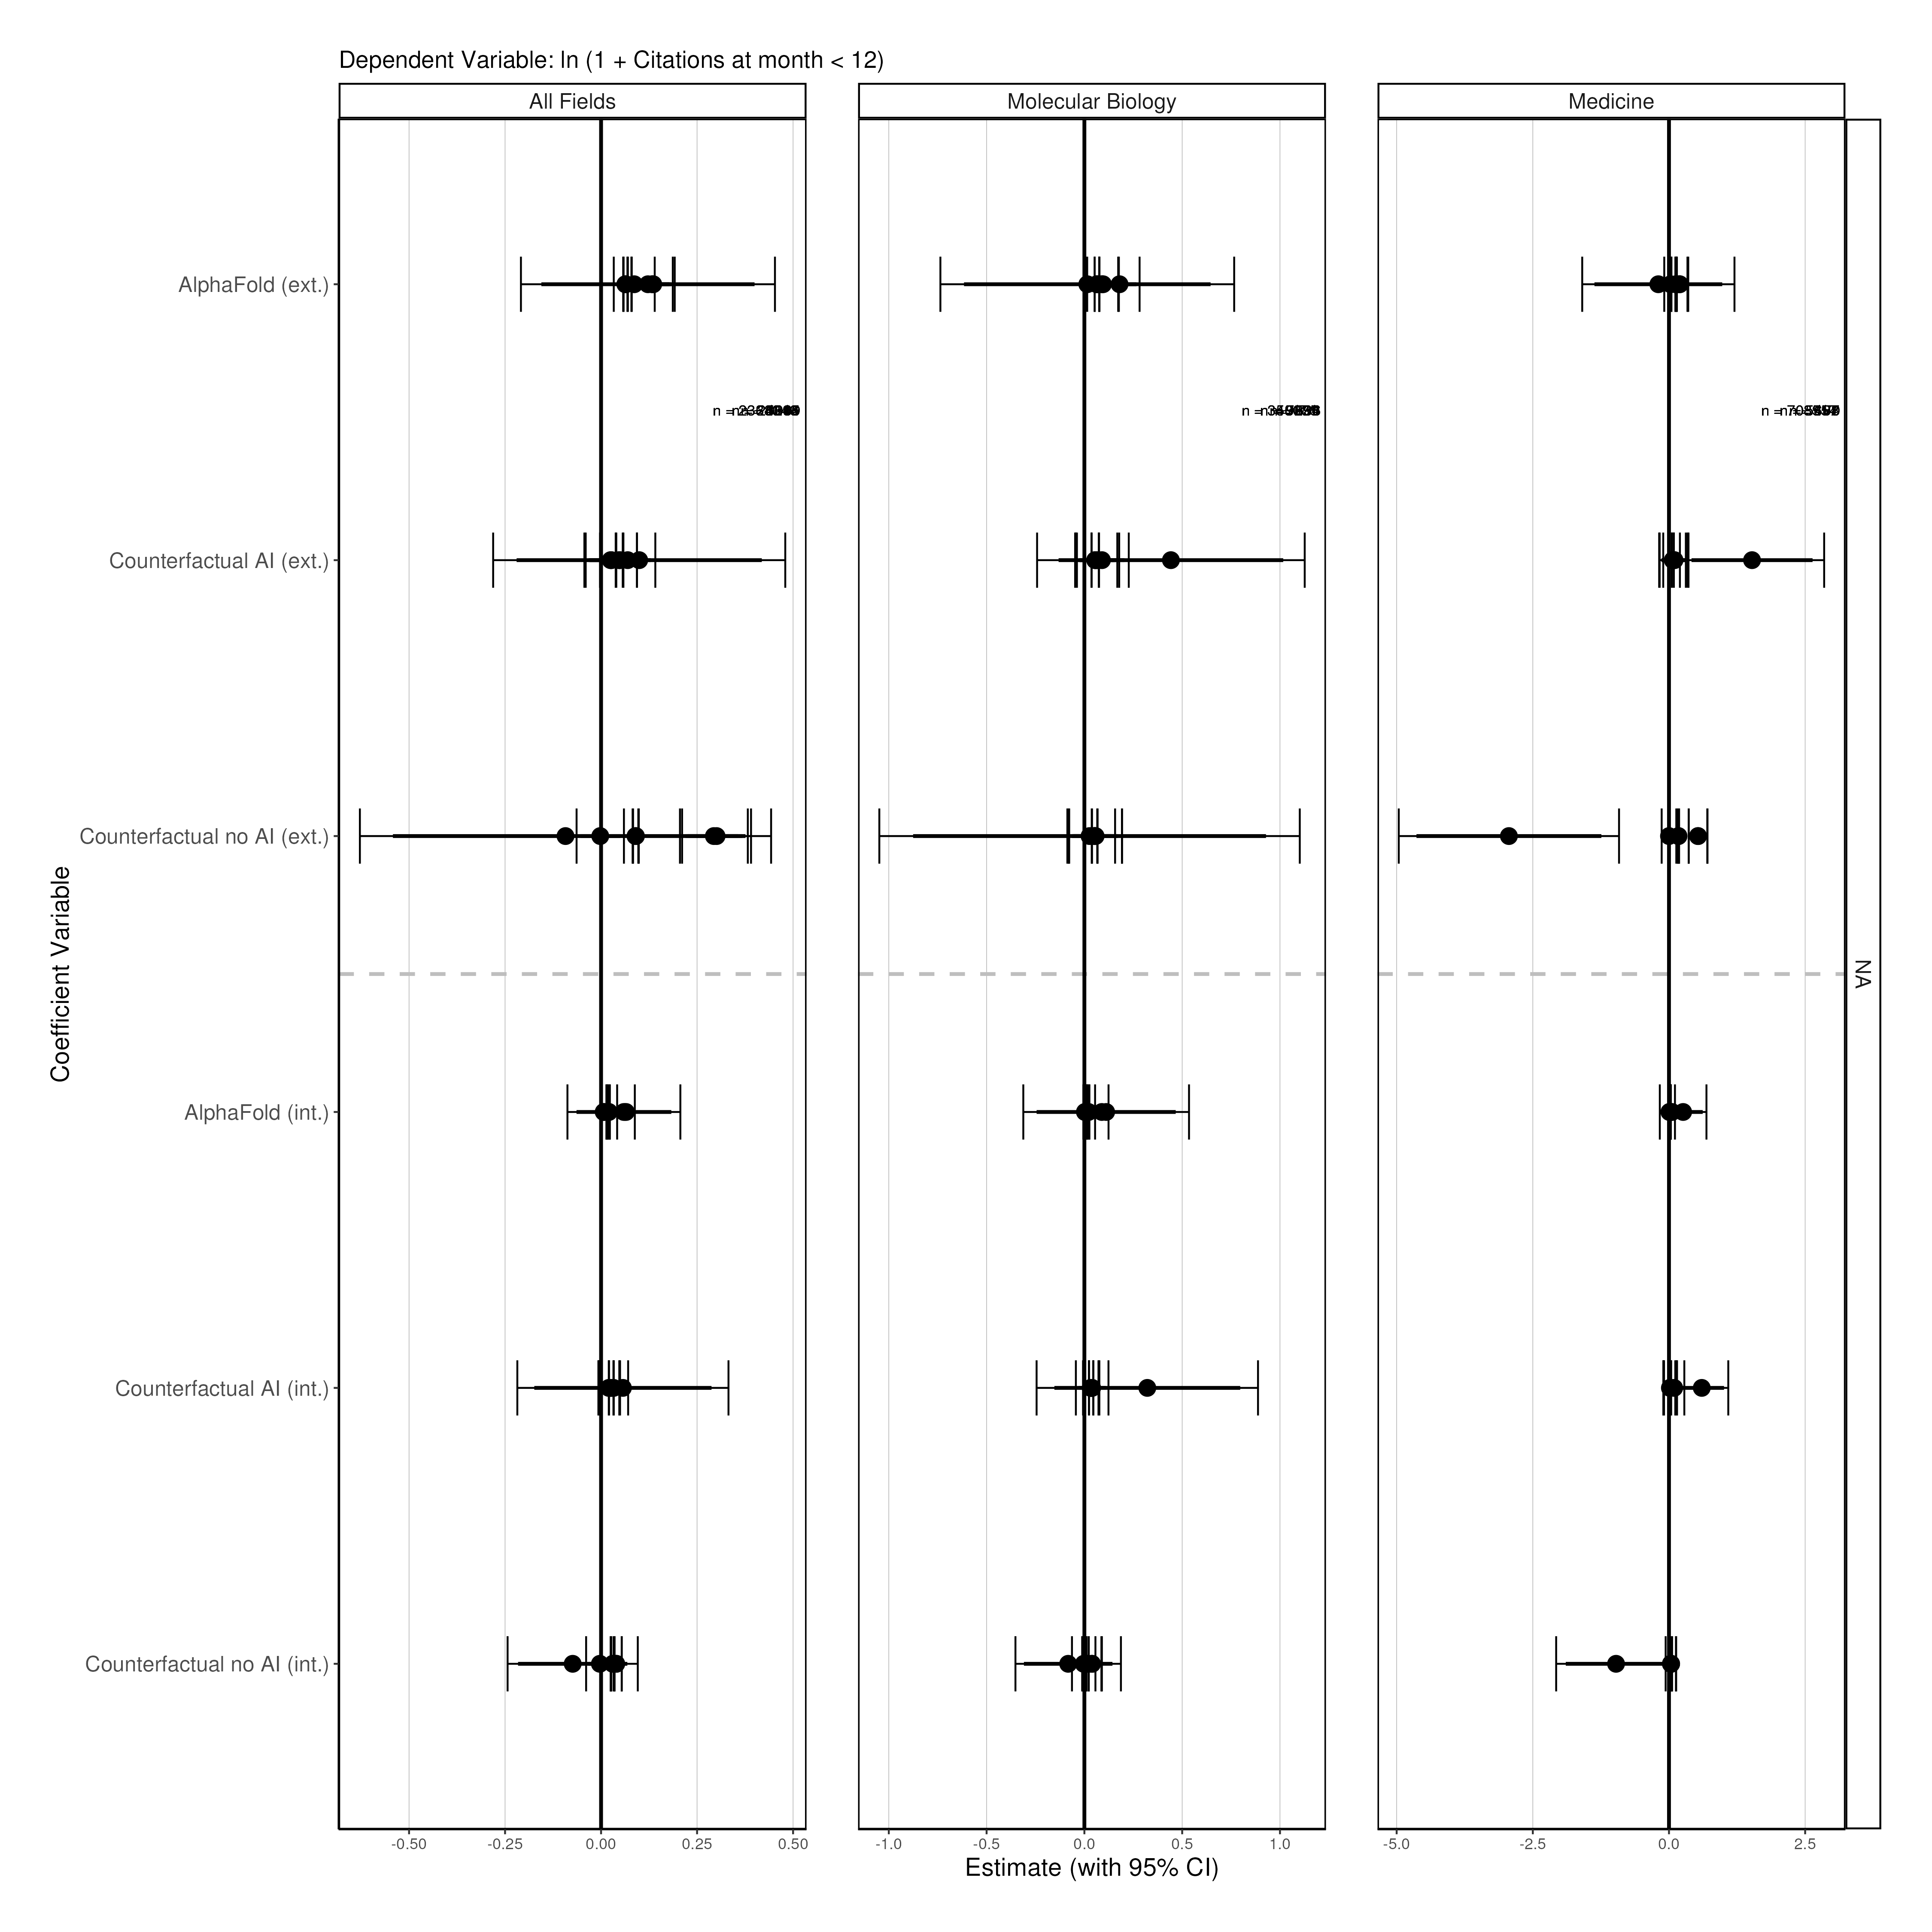 Dependent Variable: ln (1 + Citations at month < 12)
All Fields
Molecular Biology
Medicine
AlphaFold (ext.)
Counterfactual AI (ext.)
Counterfactual no AI (ext.)
AlphaFold (int.)
Counterfactual AI (int.)
Counterfactual no AI (int.)
Coefficient Variable
NA
-0.50 -0.25 0.00 0.25 0.50
-1.0 -0.5 0.0 0.5 1.0
-5.0 -2.5 0.0 2.5
Estimate (with 95% CI)